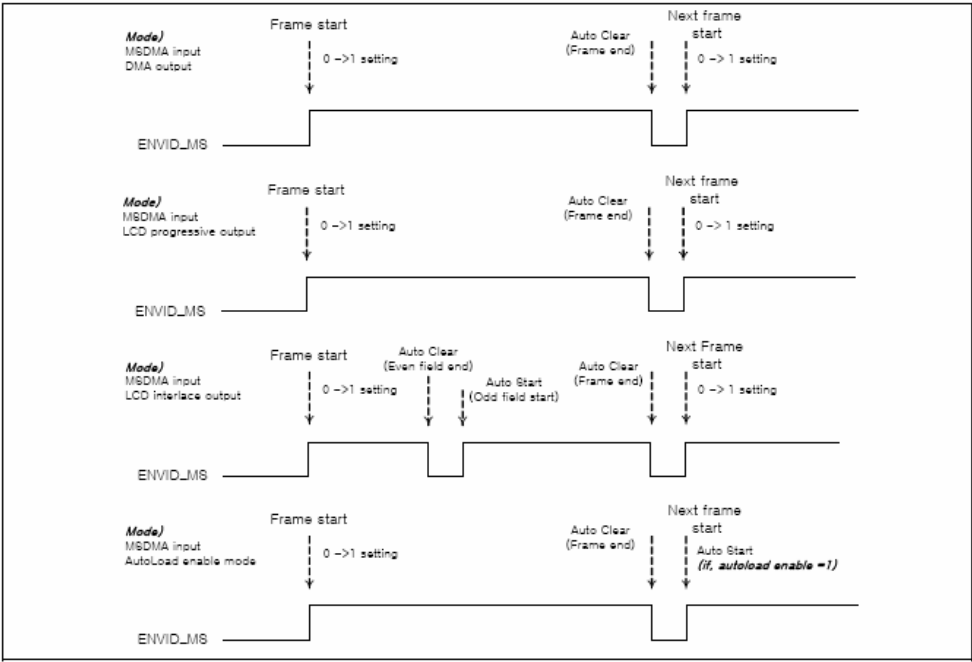 Mode)
MSDMA input
DMA output
Frame start
0 ->1 setting
Auto Clear
(Frame end)
Next frame
start
0 -> 1 setting
ENVID_MS
Mode)
MSDMA input
LCD progressive output
Frame start
0 ->1 setting
Auto Clear
(Frame end)
Next frame
start
0 -> 1 setting
ENVID_MS
Mode)
MSDMA input
LCD interlace output
Frame start
0 ->1 setting
Auto Clear
(Even field end)
Auto Start
(Odd field start)
Auto Clear
(Frame end)
Next Frame
start
0 -> 1 setting
ENVID_MS
Mode)
MSDMA input
AutoLoad enable mode
Frame start
0 ->1 setting
Auto Clear
(Frame end)
Next frame
start
Auto Start
(if, autoload enable =1)
ENVID_MS